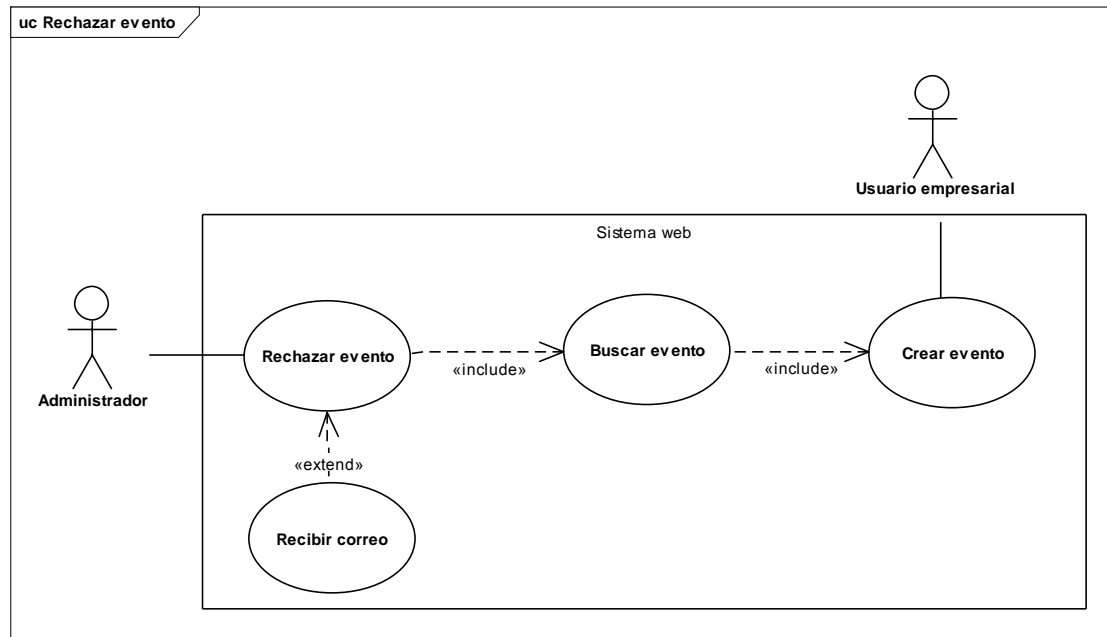 uc Rechazar evento
Usuario empresarial
Sistema web
Rechazar evento
Buscar evento
Crear evento
«include»
«include»
Administrador
«extend»
Recibir correo